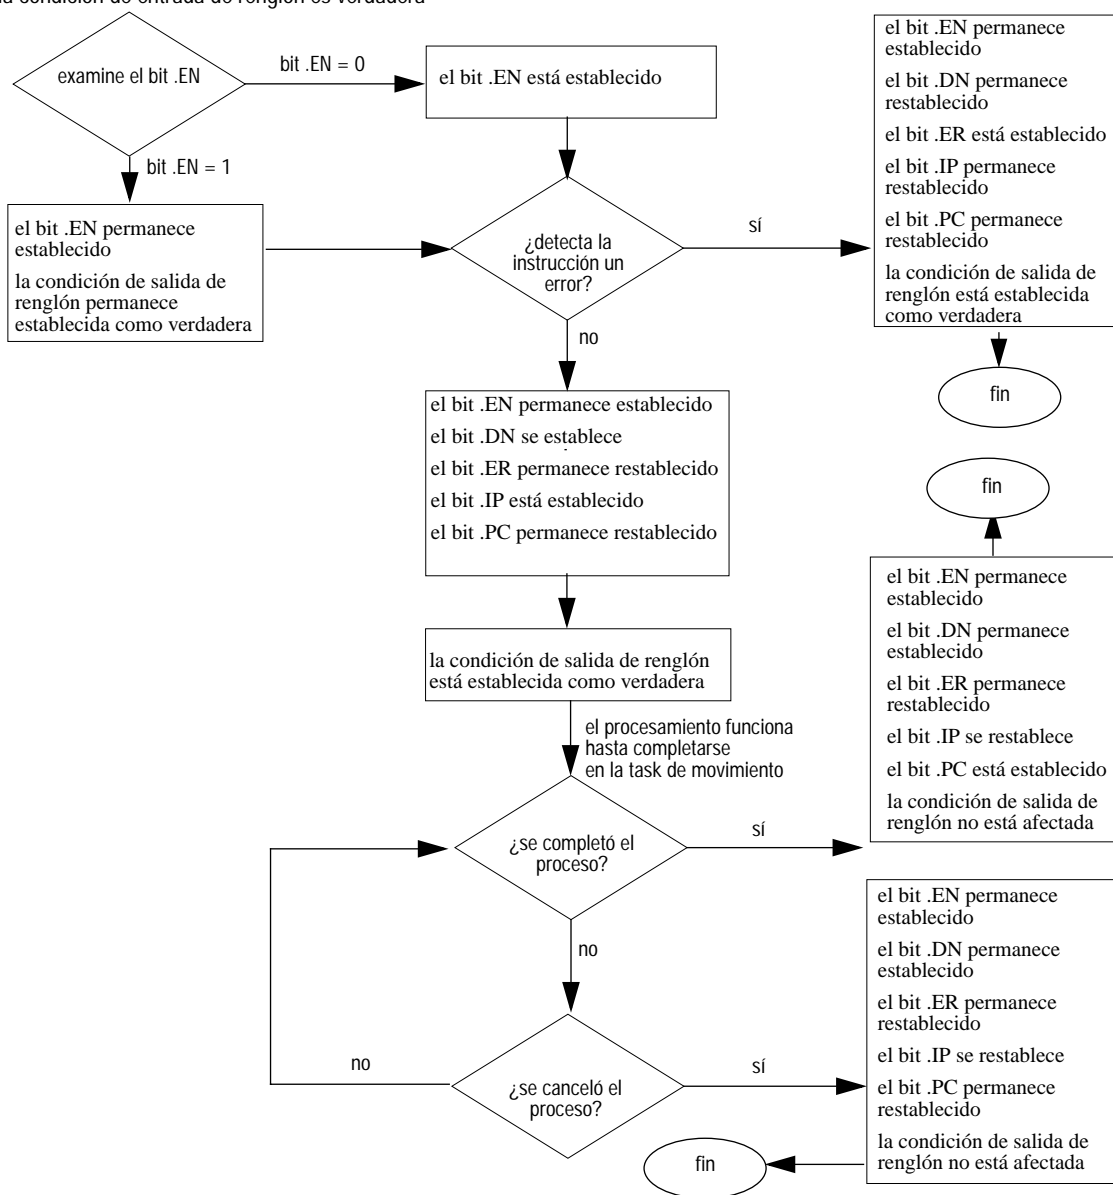 la condición de entrada de renglón es verdadera
examine el bit .EN
bit .EN = 0
el bit .EN está establecido
bit .EN = 1
el bit .EN permanece
establecido
la condición de salida de
renglón permanece
establecida como verdadera
¿detecta la
instrucción un
error?
sí
el bit .EN permanece
establecido
el bit .DN permanece
restablecido
el bit .ER está establecido
el bit .IP permanece
restablecido
el bit .PC permanece
restablecido
la condición de salida de
renglón está establecida
como verdadera
fin
no
el bit .EN permanece establecido
el bit .DN se establece
el bit .ER permanece restablecido
el bit .IP está establecido
el bit .PC permanece restablecido
la condición de salida de renglón
está establecida como verdadera
el procesamiento funciona
hasta completarse
en la task de movimiento
¿se completó el
proceso?
sí
fin
el bit .EN permanece
establecido
el bit .DN permanece
establecido
el bit .ER permanece
restablecido
el bit .IP se restablece
el bit .PC está establecido
la condición de salida de
renglón no está afectada
no
¿se canceló el
proceso?
no
sí
el bit .EN permanece
establecido
el bit .DN permanece
establecido
el bit .ER permanece
restablecido
el bit .IP se restablece
el bit .PC permanece
restablecido
la condición de salida de
renglón no está afectada
fin